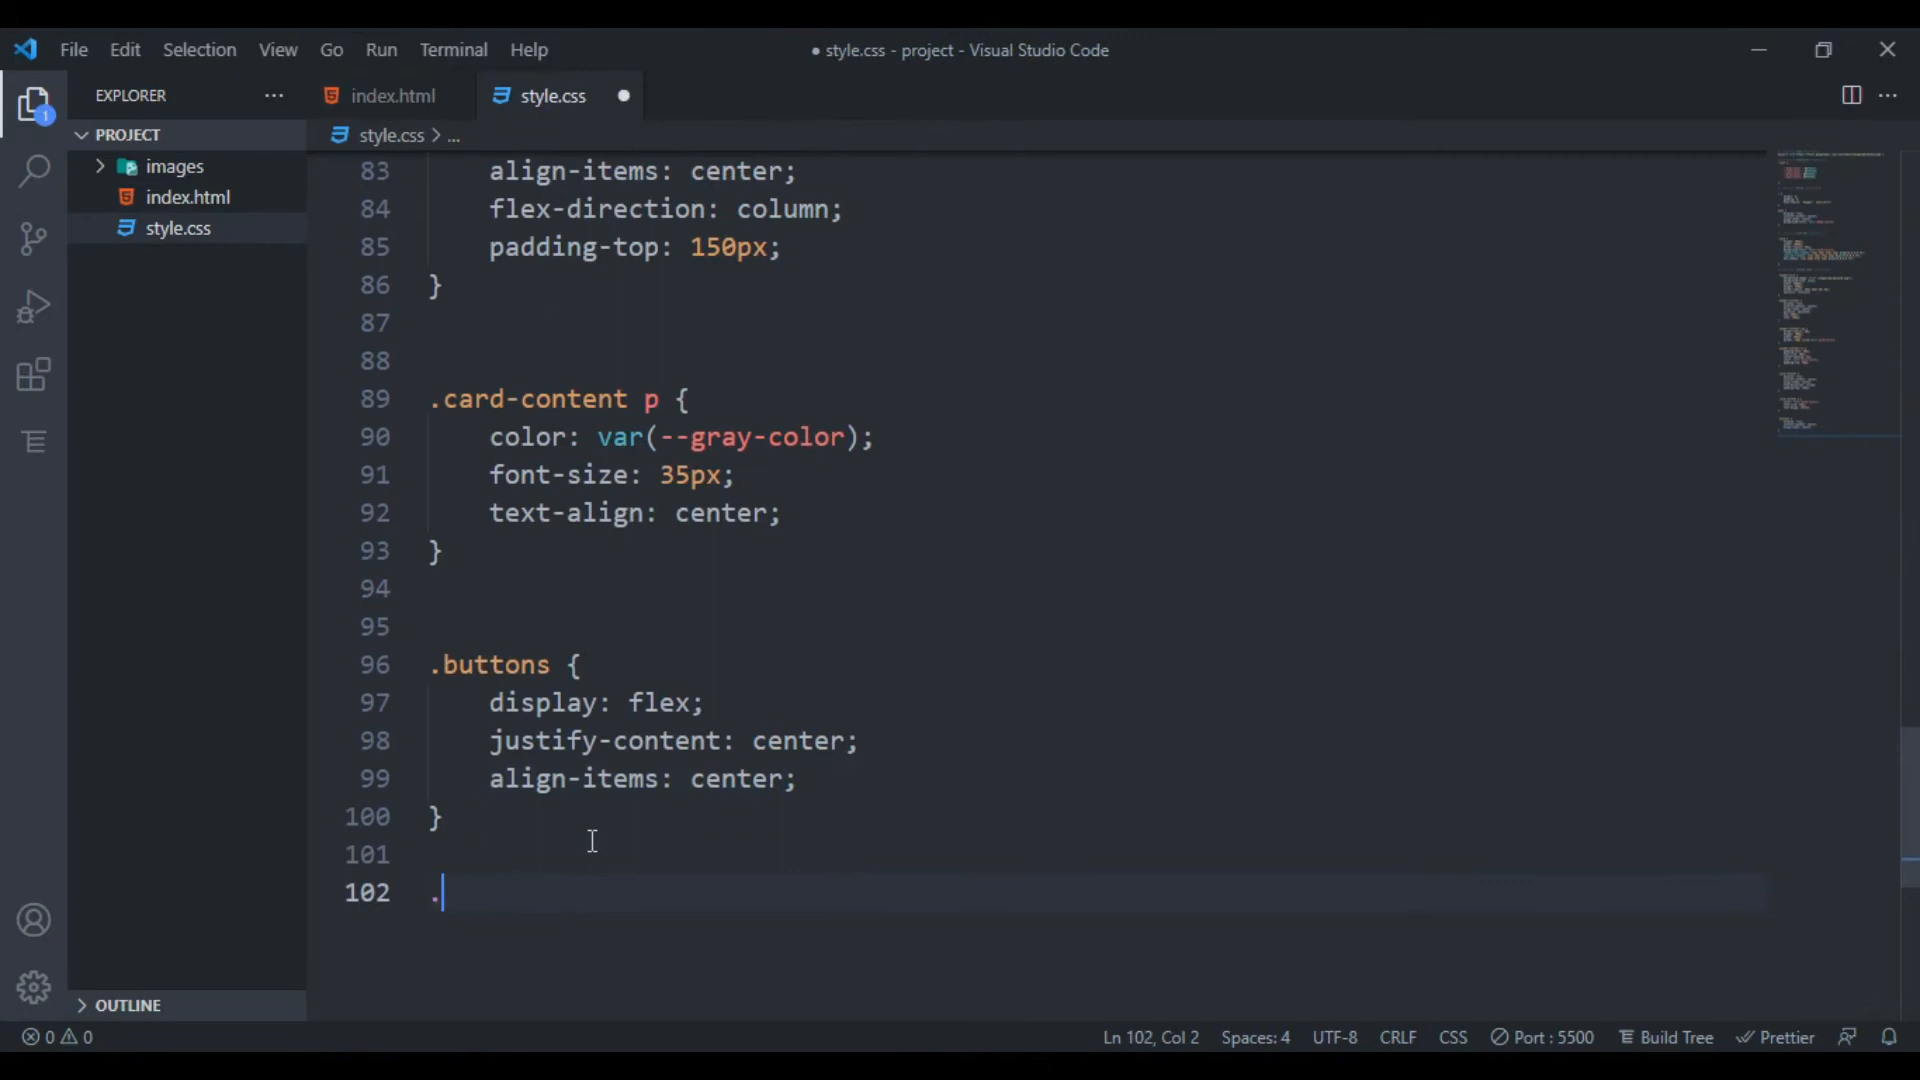 File Edit Selection View Go Run Terminal Help
● style.css - project - Visual Studio Code
EXPLORER
index.html
style.css
PROJECT
style.css > ...
images
index.html
style.css
83 align-items: center;
84 flex-direction: column;
85 padding-top: 150px;
86 }
87
88
89 .card-content p {
90 color: var(--gray-color);
91 font-size: 35px;
92 text-align: center;
93 }
94
95
96 .buttons {
97 display: flex;
98 justify-content: center;
99 align-items: center;
100 }
101
102 .
1
OUTLINE
0 0 Ln 102, Col 2 Spaces: 4 UTF-8 CRLF CSS Port : 5500 Build Tree Prettier